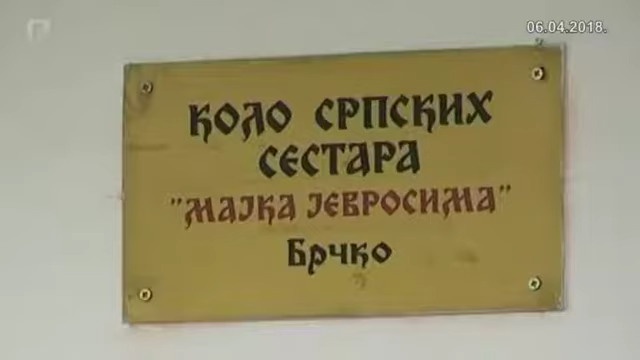 06.04.2018.
КОЛО СРПСКИХ
СЕСТАРА
"МАЈКА ЈЕВРОСИМА"
Брчко